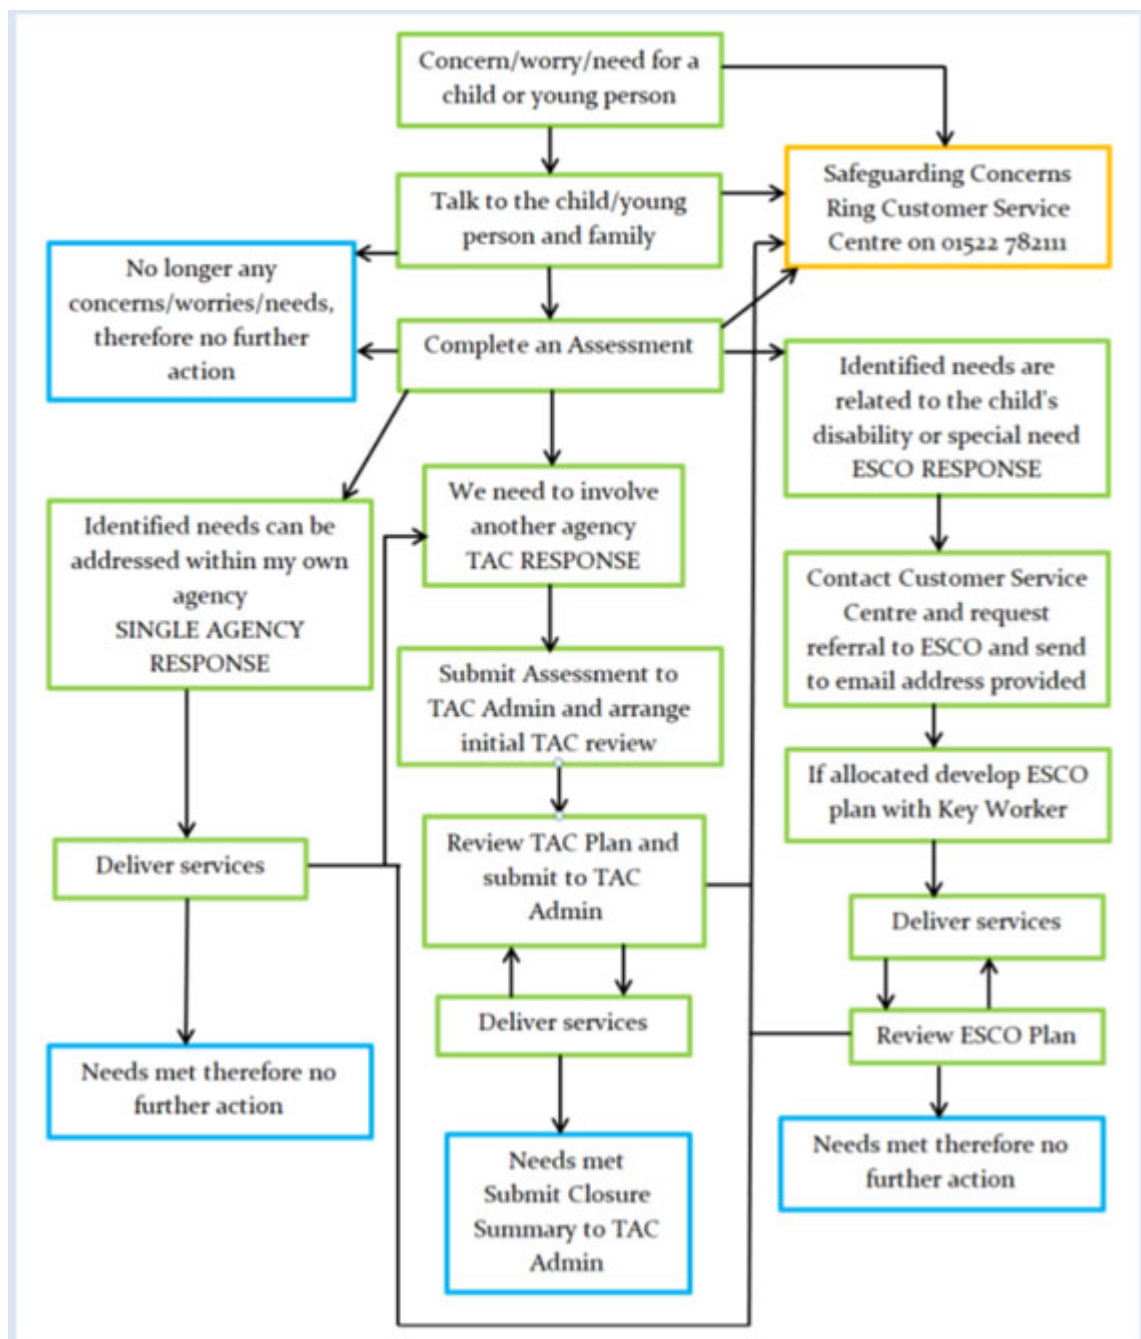 Concern/worry/need for a
child or young person
Safeguarding Concerns
Ring Customer Service
Centre on 01522 782111
Talk to the child/young
person and family
No longer any
concerns/worries/needs,
therefore no further
action
Complete an Assessment
Identified needs are
related to the child's
disability or special need
ESCO RESPONSE
Identified needs can be
addressed within my own
agency
SINGLE AGENCY
RESPONSE
We need to involve
another agency
TAC RESPONSE
Contact Customer Service
Centre and request
referral to ESCO and send
to email address provided
Submit Assessment to
TAC Admin and arrange
initial TAC review
If allocated develop ESCO
plan with Key Worker
Deliver services
Review TAC Plan and
submit to TAC
Admin
Deliver services
Deliver services
Review ESCO Plan
Needs met therefore no
further action
Needs met
Submit Closure
Summary to TAC
Admin
Needs met therefore no
further action